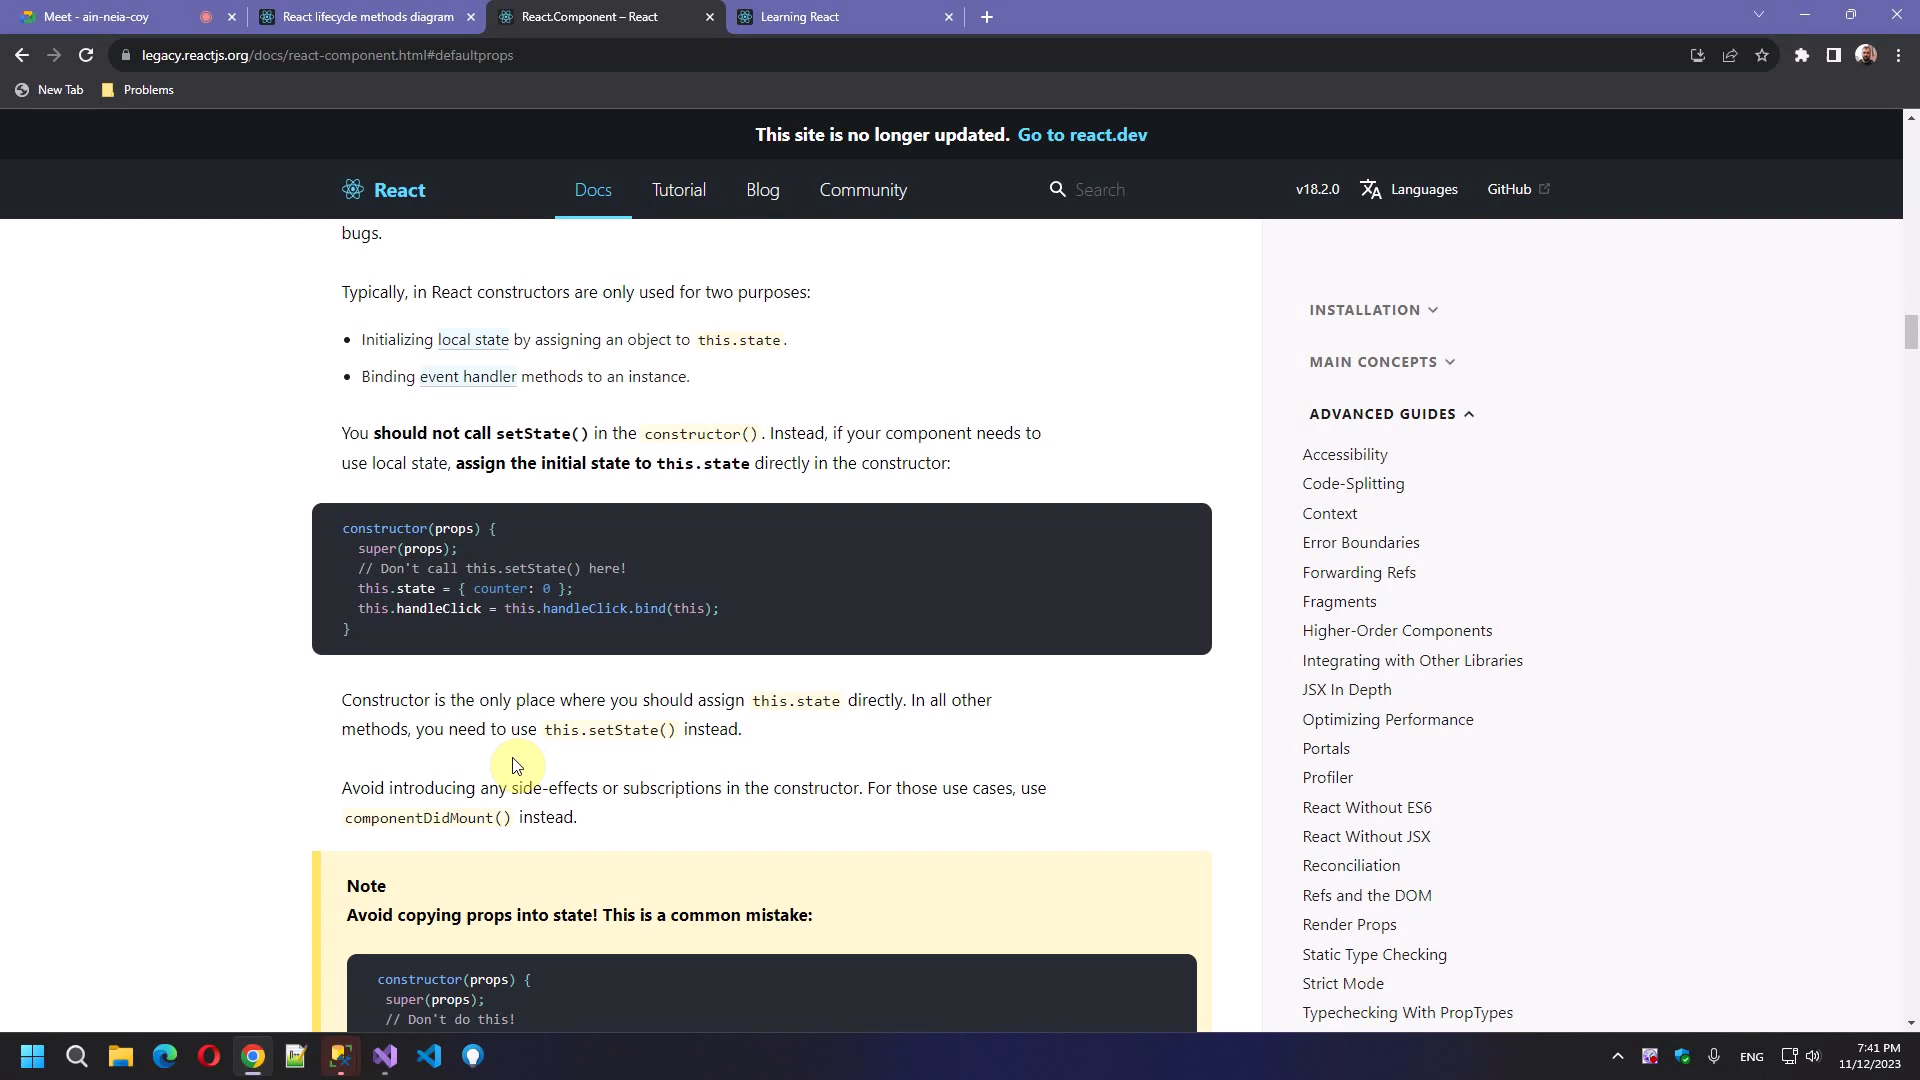 Meet - ain-neia-coy
React lifecycle methods diagram
React.Component – React
Learning React
legacy.reactjs.org/docs/react-component.html#defaultprops
New Tab
Problems
This site is no longer updated. Go to react.dev
React
Docs
Tutorial
Blog
Community
Search
v18.2.0
Languages
GitHub
bugs.
Typically, in React constructors are only used for two purposes:
• Initializing local state by assigning an object to this.state.
• Binding event handler methods to an instance.
You should not call setState() in the constructor(). Instead, if your component needs to
use local state, assign the initial state to this.state directly in the constructor:
constructor(props) {
super(props);
// Don't call this.setState() here!
this.state = { counter: 0 };
this.handleClick = this.handleClick.bind(this);
}
Constructor is the only place where you should assign this.state directly. In all other
methods, you need to use this.setState() instead.
Avoid introducing any side-effects or subscriptions in the constructor. For those use cases, use
componentDidMount() instead.
Note
Avoid copying props into state! This is a common mistake:
constructor(props) {
super(props);
// Don't do this!
INSTALLATION
MAIN CONCEPTS
ADVANCED GUIDES
Accessibility
Code-Splitting
Context
Error Boundaries
Forwarding Refs
Fragments
Higher-Order Components
Integrating with Other Libraries
JSX In Depth
Optimizing Performance
Portals
Profiler
React Without ES6
React Without JSX
Reconciliation
Refs and the DOM
Render Props
Static Type Checking
Strict Mode
Typechecking With PropTypes
ENG
7:41 PM
11/12/2023